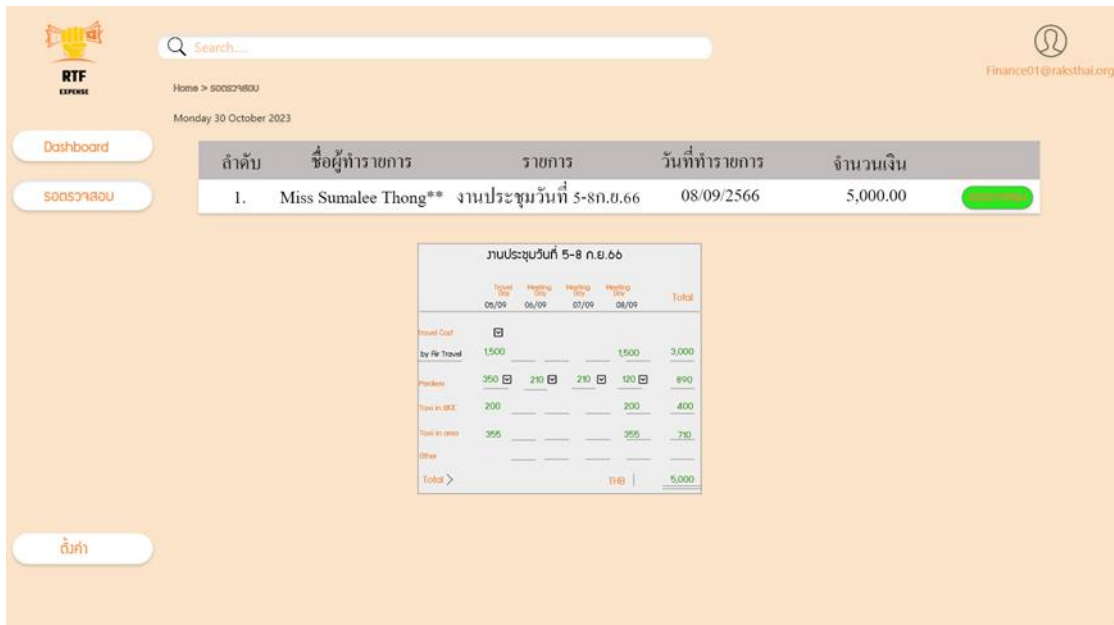 RTF
EXPENSE
Search....
Finance01@raksthai.org
Home > รอตรวจสอบ
Monday 30 October 2023
Dashboard
รอตรวจสอบ
ลำดับ ชื่อผู้ทำรายการ รายการ วันที่ทำรายการ จำนวนเงิน
1. Miss Sumalee Thong** งานประชุมวันที่ 5-8ก.ย.66 08/09/2566 5,000.00
งานประชุมวันที่ 5-8 ก.ย.66
Travel Day Meeting Day Meeting Day Meeting Day Total
05/09 06/09 07/09 08/09
Travel Cost
by Air Travel 1,500 1,500 3,000
Perdiem 350 210 210 120 890
Taxi in BKK 200 200 400
Taxi in area 355 355 710
Other
Total > THB 5,000
ตั้งค่า